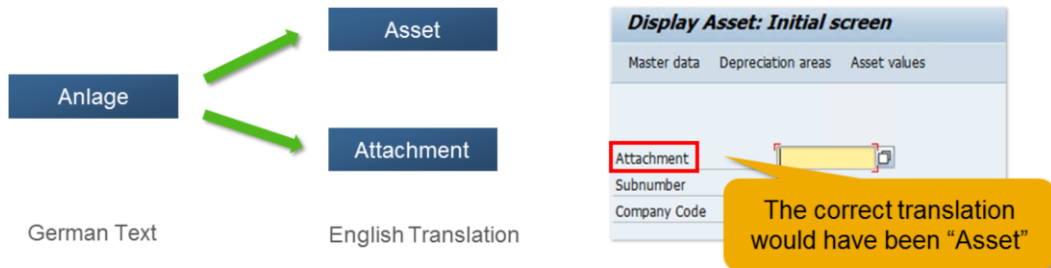 Asset
Anlage
Attachment
German Text
English Translation
Display Asset: Initial screen
Master data Depreciation areas Asset values
Attachment
Subnumber
Company Code
The correct translation
would have been “Asset”